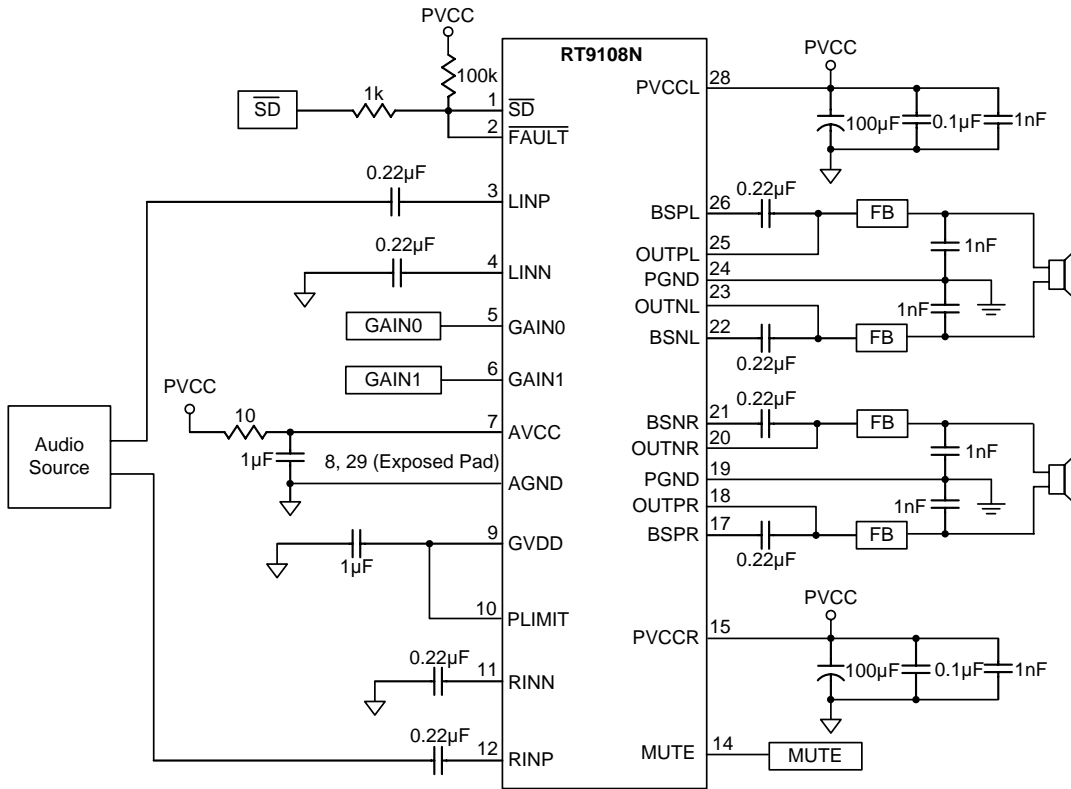 PVCC
RT9108N
PVCC
100k
PVCCL
28
1k
1
SD
SD
100µF
0.1µF
1nF
2
FAULT
0.22µF
3
LINP
0.22µF
26
BSPL
FB
0.22µF
25
OUTPL
1nF
4
LINN
24
PGND
23
OUTNL
1nF
GAIN0
5
GAIN0
22
BSNL
FB
0.22µF
GAIN1
6
GAIN1
PVCC
0.22µF
10
7
AVCC
21
BSNR
FB
20
OUTNR
Audio
Source
1µF
8, 29 (Exposed Pad)
1nF
AGND
19
PGND
18
OUTPR
1nF
9
GVDD
17
BSPR
FB
1µF
0.22µF
10
PLIMIT
PVCC
15
PVCCR
0.22µF
11
RINN
100µF
0.1µF
1nF
0.22µF
12
RINP
14
MUTE
MUTE